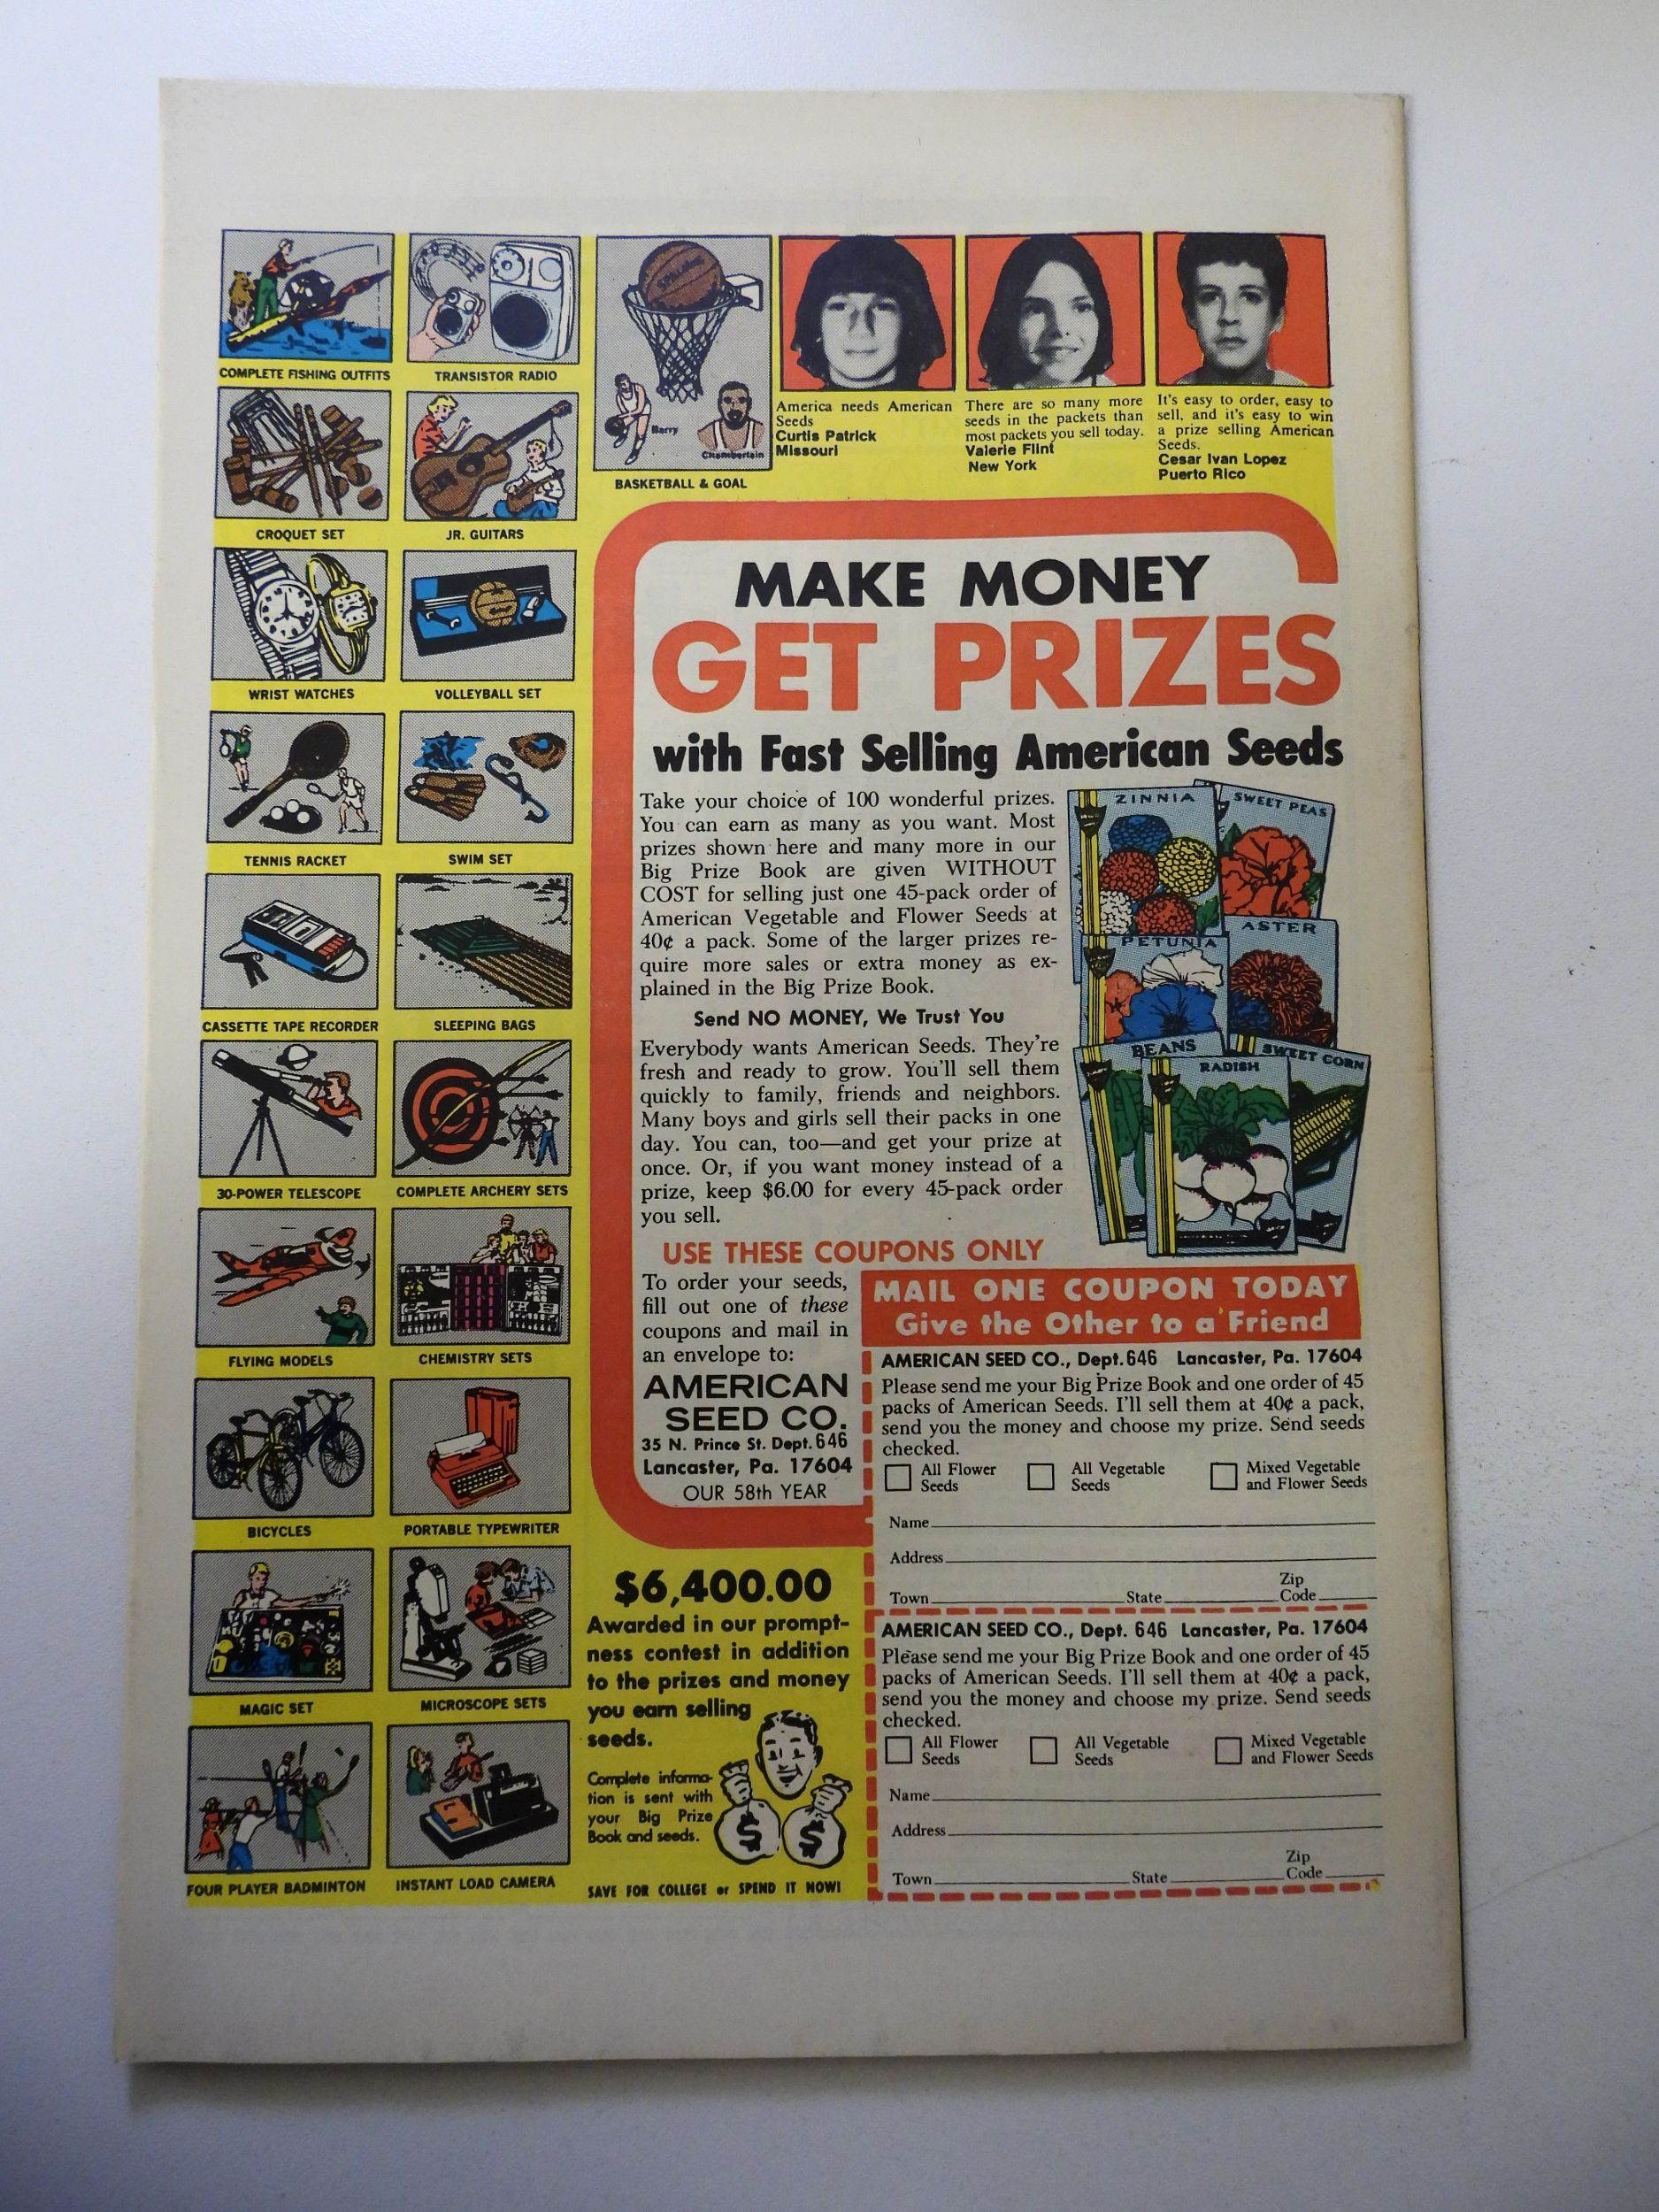 COMPLETE FISHING OUTFITS
TRANSISTOR RADIO
CROQUET SET
JR. GUITARS
WRIST WATCHES
VOLLEYBALL SET
TENNIS RACKET
SWIM SET
CASSETTE TAPE RECORDER
SLEEPING BAGS
30-POWER TELESCOPE
COMPLETE ARCHERY SETS
FLYING MODELS
CHEMISTRY SETS
BICYCLES
PORTABLE TYPEWRITER
MAGIC SET
MICROSCOPE SETS
FOUR PLAYER BADMINTON
INSTANT LOAD CAMERA
SPALDING
Barry
Chamberlain
BASKETBALL & GOAL
America needs American
Seeds
Curtis Patrick
Missouri
There are so many more
seeds in the packets than
most packets you sell today.
Valerie Flint
New York
It's easy to order, easy to
sell, and it's easy to win
a prize selling American
Seeds.
Cesar Ivan Lopez
Puerto Rico
MAKE MONEY
GET PRIZES
with Fast Selling American Seeds
Take your choice of 100 wonderful prizes.
You can earn as many as you want. Most
prizes shown here and many more in our
Big Prize Book are given WITHOUT
COST for selling just one 45-pack order of
American Vegetable and Flower Seeds at
40¢ a pack. Some of the larger prizes re-
quire more sales or extra money as ex-
plained in the Big Prize Book.
Send NO MONEY, We Trust You
Everybody wants American Seeds. They're
fresh and ready to grow. You'll sell them
quickly to family, friends and neighbors.
Many boys and girls sell their packs in one
day. You can, too—and get your prize at
once. Or, if you want money instead of a
prize, keep $6.00 for every 45-pack order
you sell.
ZINNIA
SWEET PEAS
PETUNIA
ASTER
BEANS
RADISH
SWEET CORN
USE THESE COUPONS ONLY
To order your seeds,
fill out one of these
coupons and mail in
an envelope to:
AMERICAN
SEED CO.
35 N. Prince St. Dept. 646
Lancaster, Pa. 17604
OUR 58th YEAR
MAIL ONE COUPON TODAY
Give the Other to a Friend
AMERICAN SEED CO., Dept. 646 Lancaster, Pa. 17604
Please send me your Big Prize Book and one order of 45
packs of American Seeds. I'll sell them at 40¢ a pack,
send you the money and choose my prize. Send seeds
checked.
All Flower Seeds
All Vegetable Seeds
Mixed Vegetable and Flower Seeds
Name
Address
Town State Zip Code
AMERICAN SEED CO., Dept. 646 Lancaster, Pa. 17604
Please send me your Big Prize Book and one order of 45
packs of American Seeds. I'll sell them at 40¢ a pack,
send you the money and choose my prize. Send seeds
checked.
All Flower Seeds
All Vegetable Seeds
Mixed Vegetable and Flower Seeds
Name
Address
Town State Zip Code
$6,400.00
Awarded in our prompt-
ness contest in addition
to the prizes and money
you earn selling
seeds.
Complete informa-
tion is sent with
your Big Prize
Book and seeds.
$ $
SAVE FOR COLLEGE or SPEND IT NOW!